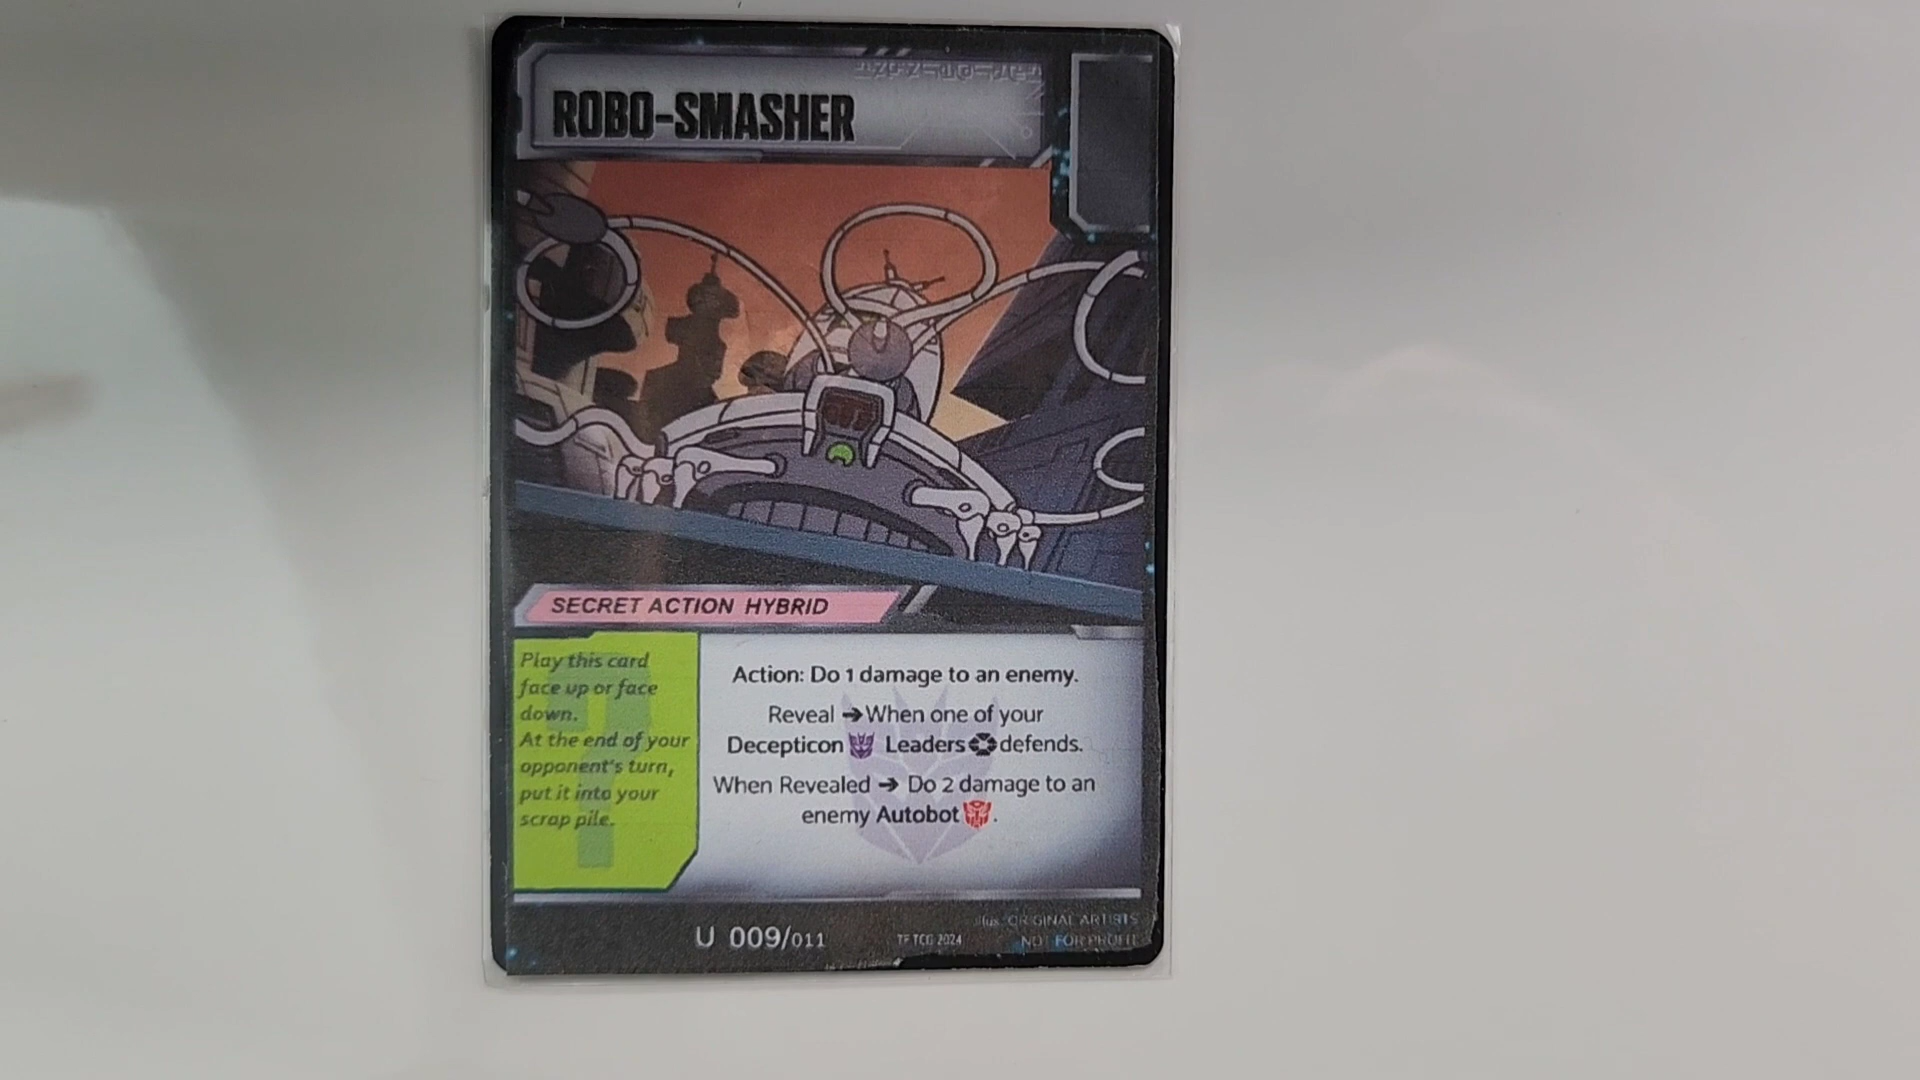 ROBO-SMASHER
SECRET ACTION HYBRID
Play this card
face up or face
down.
At the end of your
opponent's turn,
put it into your
scrap pile.
Action: Do 1 damage to an enemy.
Reveal ➔When one of your
Decepticon Leaders defends.
When Revealed ➔ Do 2 damage to an
enemy Autobot .
U 009/011
TF TCG 2024
Illus. ORIGINAL ARTISTS
NOT FOR PROFIT